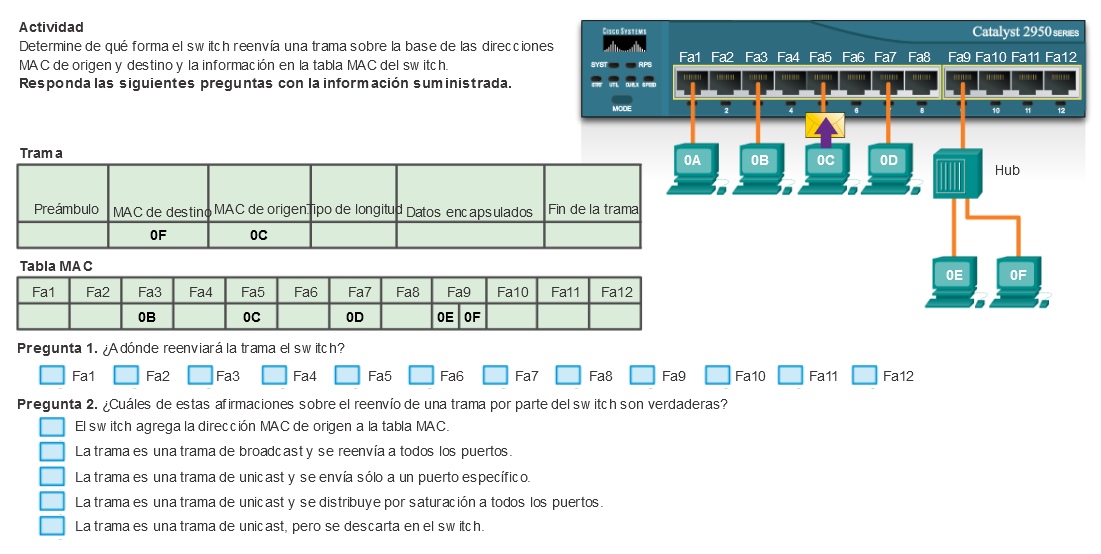 Actividad
Determine de qué forma el switch reenvía una trama sobre la base de las direcciones
MAC de origen y destino y la información en la tabla MAC del switch.
Responda las siguientes preguntas con la información suministrada.
CISCO SYSTEMS
Catalyst 2950 SERIES
Fa1 Fa2 Fa3 Fa4 Fa5 Fa6 Fa7 Fa8 Fa9 Fa10 Fa11 Fa12
SYST RPS
STRT UTIL DUPLX SPEED
MODE
2 4 6 8 10 11 12
0A 0B 0C 0D
Hub
0E 0F
Trama
Preámbulo MAC de destino MAC de origen Tipo de longitud Datos encapsulados Fin de la trama
0F 0C
Tabla MAC
Fa1 Fa2 Fa3 Fa4 Fa5 Fa6 Fa7 Fa8 Fa9 Fa10 Fa11 Fa12
0B 0C 0D 0E 0F
Pregunta 1. ¿Adónde reenviará la trama el switch?
Fa1 Fa2 Fa3 Fa4 Fa5 Fa6 Fa7 Fa8 Fa9 Fa10 Fa11 Fa12
Pregunta 2. ¿Cuáles de estas afirmaciones sobre el reenvío de una trama por parte del switch son verdaderas?
El switch agrega la dirección MAC de origen a la tabla MAC.
La trama es una trama de broadcast y se reenvía a todos los puertos.
La trama es una trama de unicast y se envía sólo a un puerto específico.
La trama es una trama de unicast y se distribuye por saturación a todos los puertos.
La trama es una trama de unicast, pero se descarta en el switch.